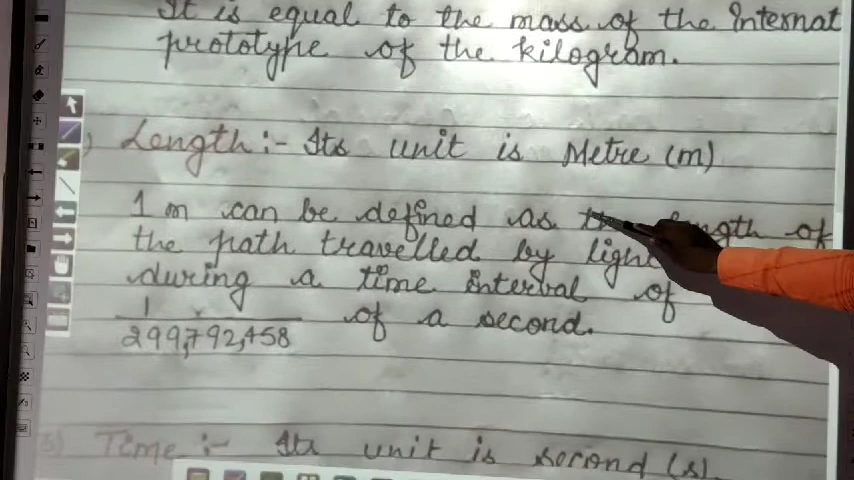 It is equal to the mass of the Internat
prototype of the kilogram.
) Length :- Its unit is Metre (m)
1 m can be defined as the length of
the path travelled by light
during a time interval of
1
299,792,458 of a second.
3) Time :- Its unit is second (s)